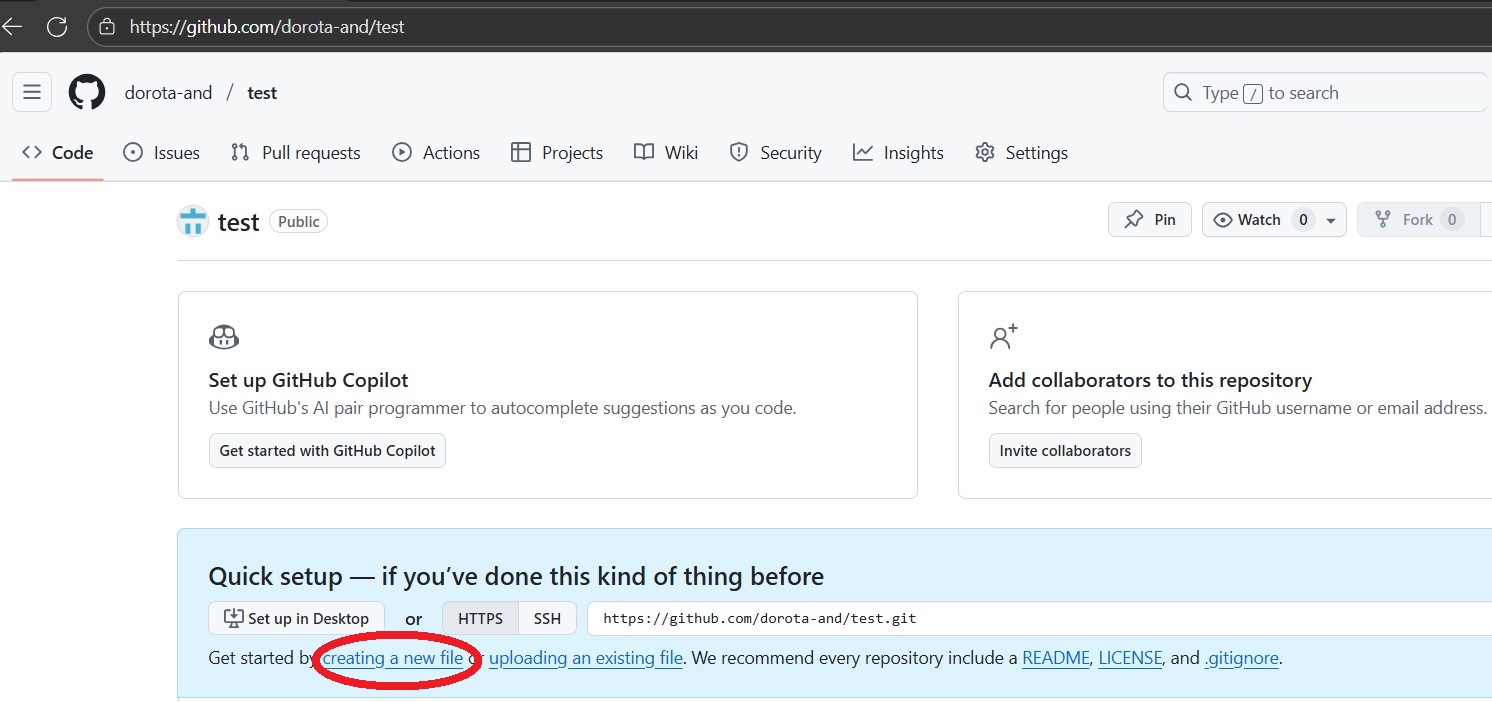 https://github.com/dorota-and/test
dorota-and / test
Type / to search
Code Issues Pull requests Actions Projects Wiki Security Insights Settings
test Public
Pin Watch 0 Fork 0
Set up GitHub Copilot
Use GitHub's AI pair programmer to autocomplete suggestions as you code.
Get started with GitHub Copilot
Add collaborators to this repository
Search for people using their GitHub username or email address.
Invite collaborators
Quick setup — if you’ve done this kind of thing before
Set up in Desktop or HTTPS SSH https://github.com/dorota-and/test.git
Get started by creating a new file or uploading an existing file. We recommend every repository include a README, LICENSE, and .gitignore.